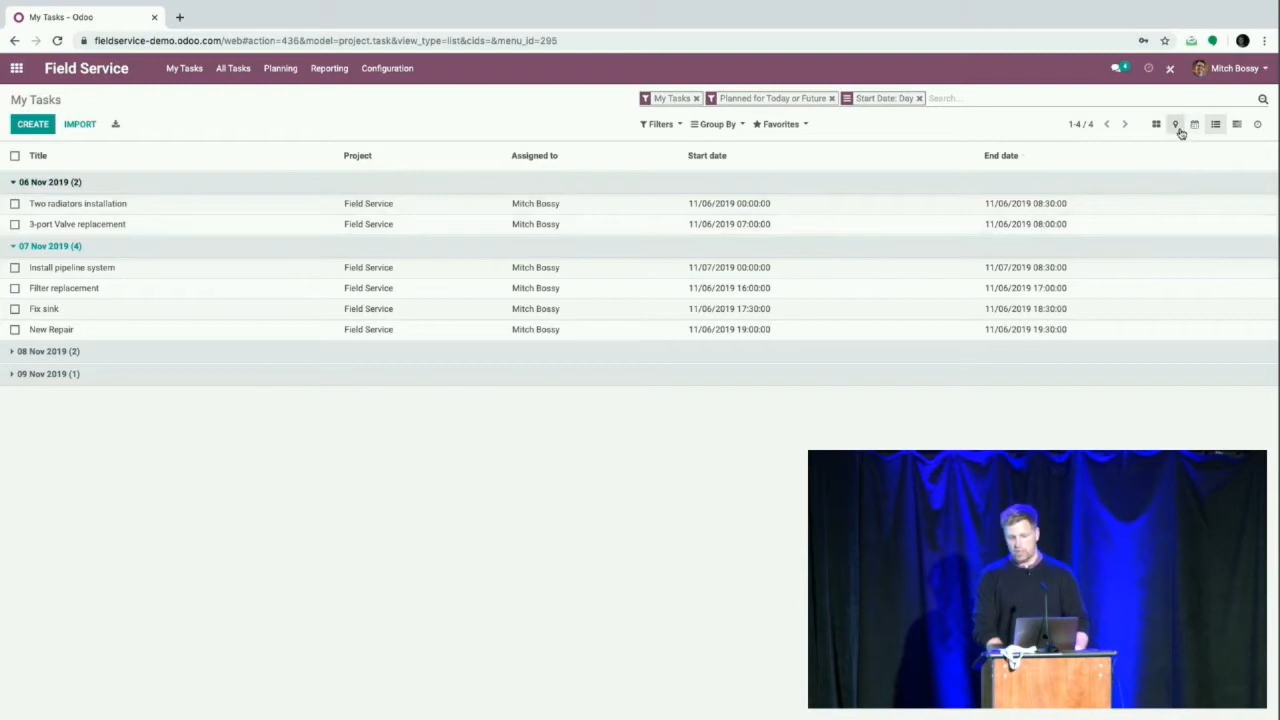 My Tasks - Odoo
fieldservice-demo.odoo.com/web#action=436&model=project.task&view_type=list&cids=&menu_id=295
Field Service My Tasks All Tasks Planning Reporting Configuration 4 Mitch Bossy
My Tasks My Tasks Planned for Today or Future Start Date: Day Search...
CREATE IMPORT Filters Group By Favorites 1-4 / 4
Title Project Assigned to Start date End date
06 Nov 2019 (2)
Two radiators installation Field Service Mitch Bossy 11/06/2019 00:00:00 11/06/2019 08:30:00
3-port Valve replacement Field Service Mitch Bossy 11/06/2019 07:00:00 11/06/2019 08:00:00
07 Nov 2019 (4)
Install pipeline system Field Service Mitch Bossy 11/07/2019 00:00:00 11/07/2019 08:30:00
Filter replacement Field Service Mitch Bossy 11/06/2019 16:00:00 11/06/2019 17:00:00
Fix sink Field Service Mitch Bossy 11/06/2019 17:30:00 11/06/2019 18:30:00
New Repair Field Service Mitch Bossy 11/06/2019 19:00:00 11/06/2019 19:30:00
08 Nov 2019 (2)
09 Nov 2019 (1)